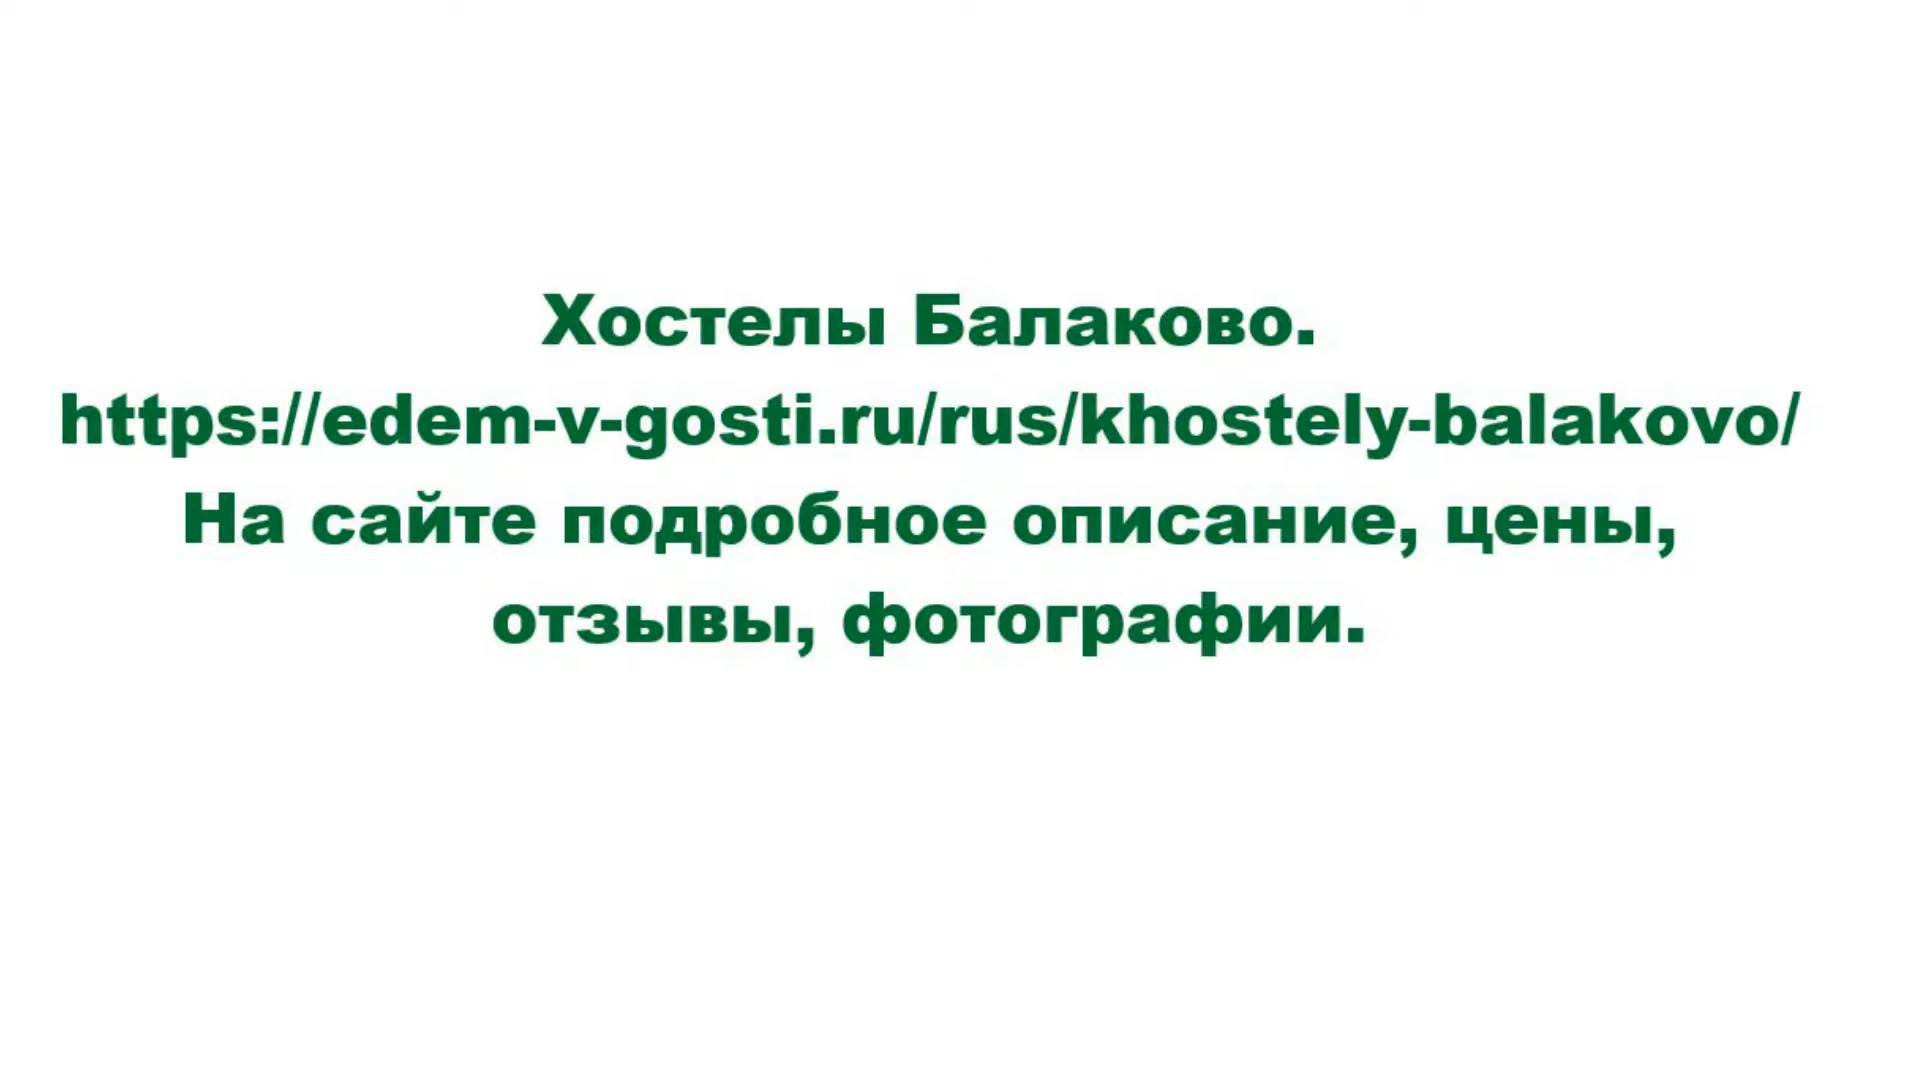 Хостелы Балаково.
https://edem-v-gosti.ru/rus/khostely-balakovo/
На сайте подробное описание, цены,
отзывы, фотографии.